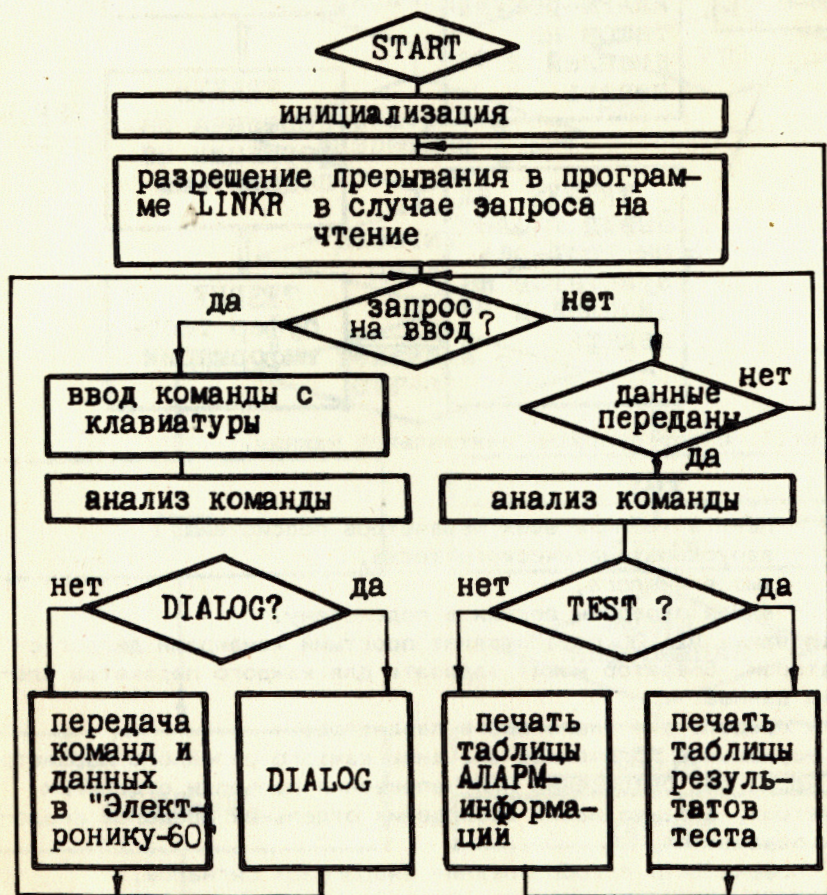 START
инициализация
разрешение прерывания в програм-
ме LINKR в случае запроса на
чтение
да
запрос
на ввод?
нет
ввод команды с
клавиатуры
данные
переданы
нет
да
анализ команды
анализ команды
нет
DIALOG?
да
нет
TEST ?
да
передача
команд и
данных
в "Элект-
ронику-60"
DIALOG
печать
таблицы
АЛАРМ-
информа-
ций
печать
таблицы
резуль-
татов
теста